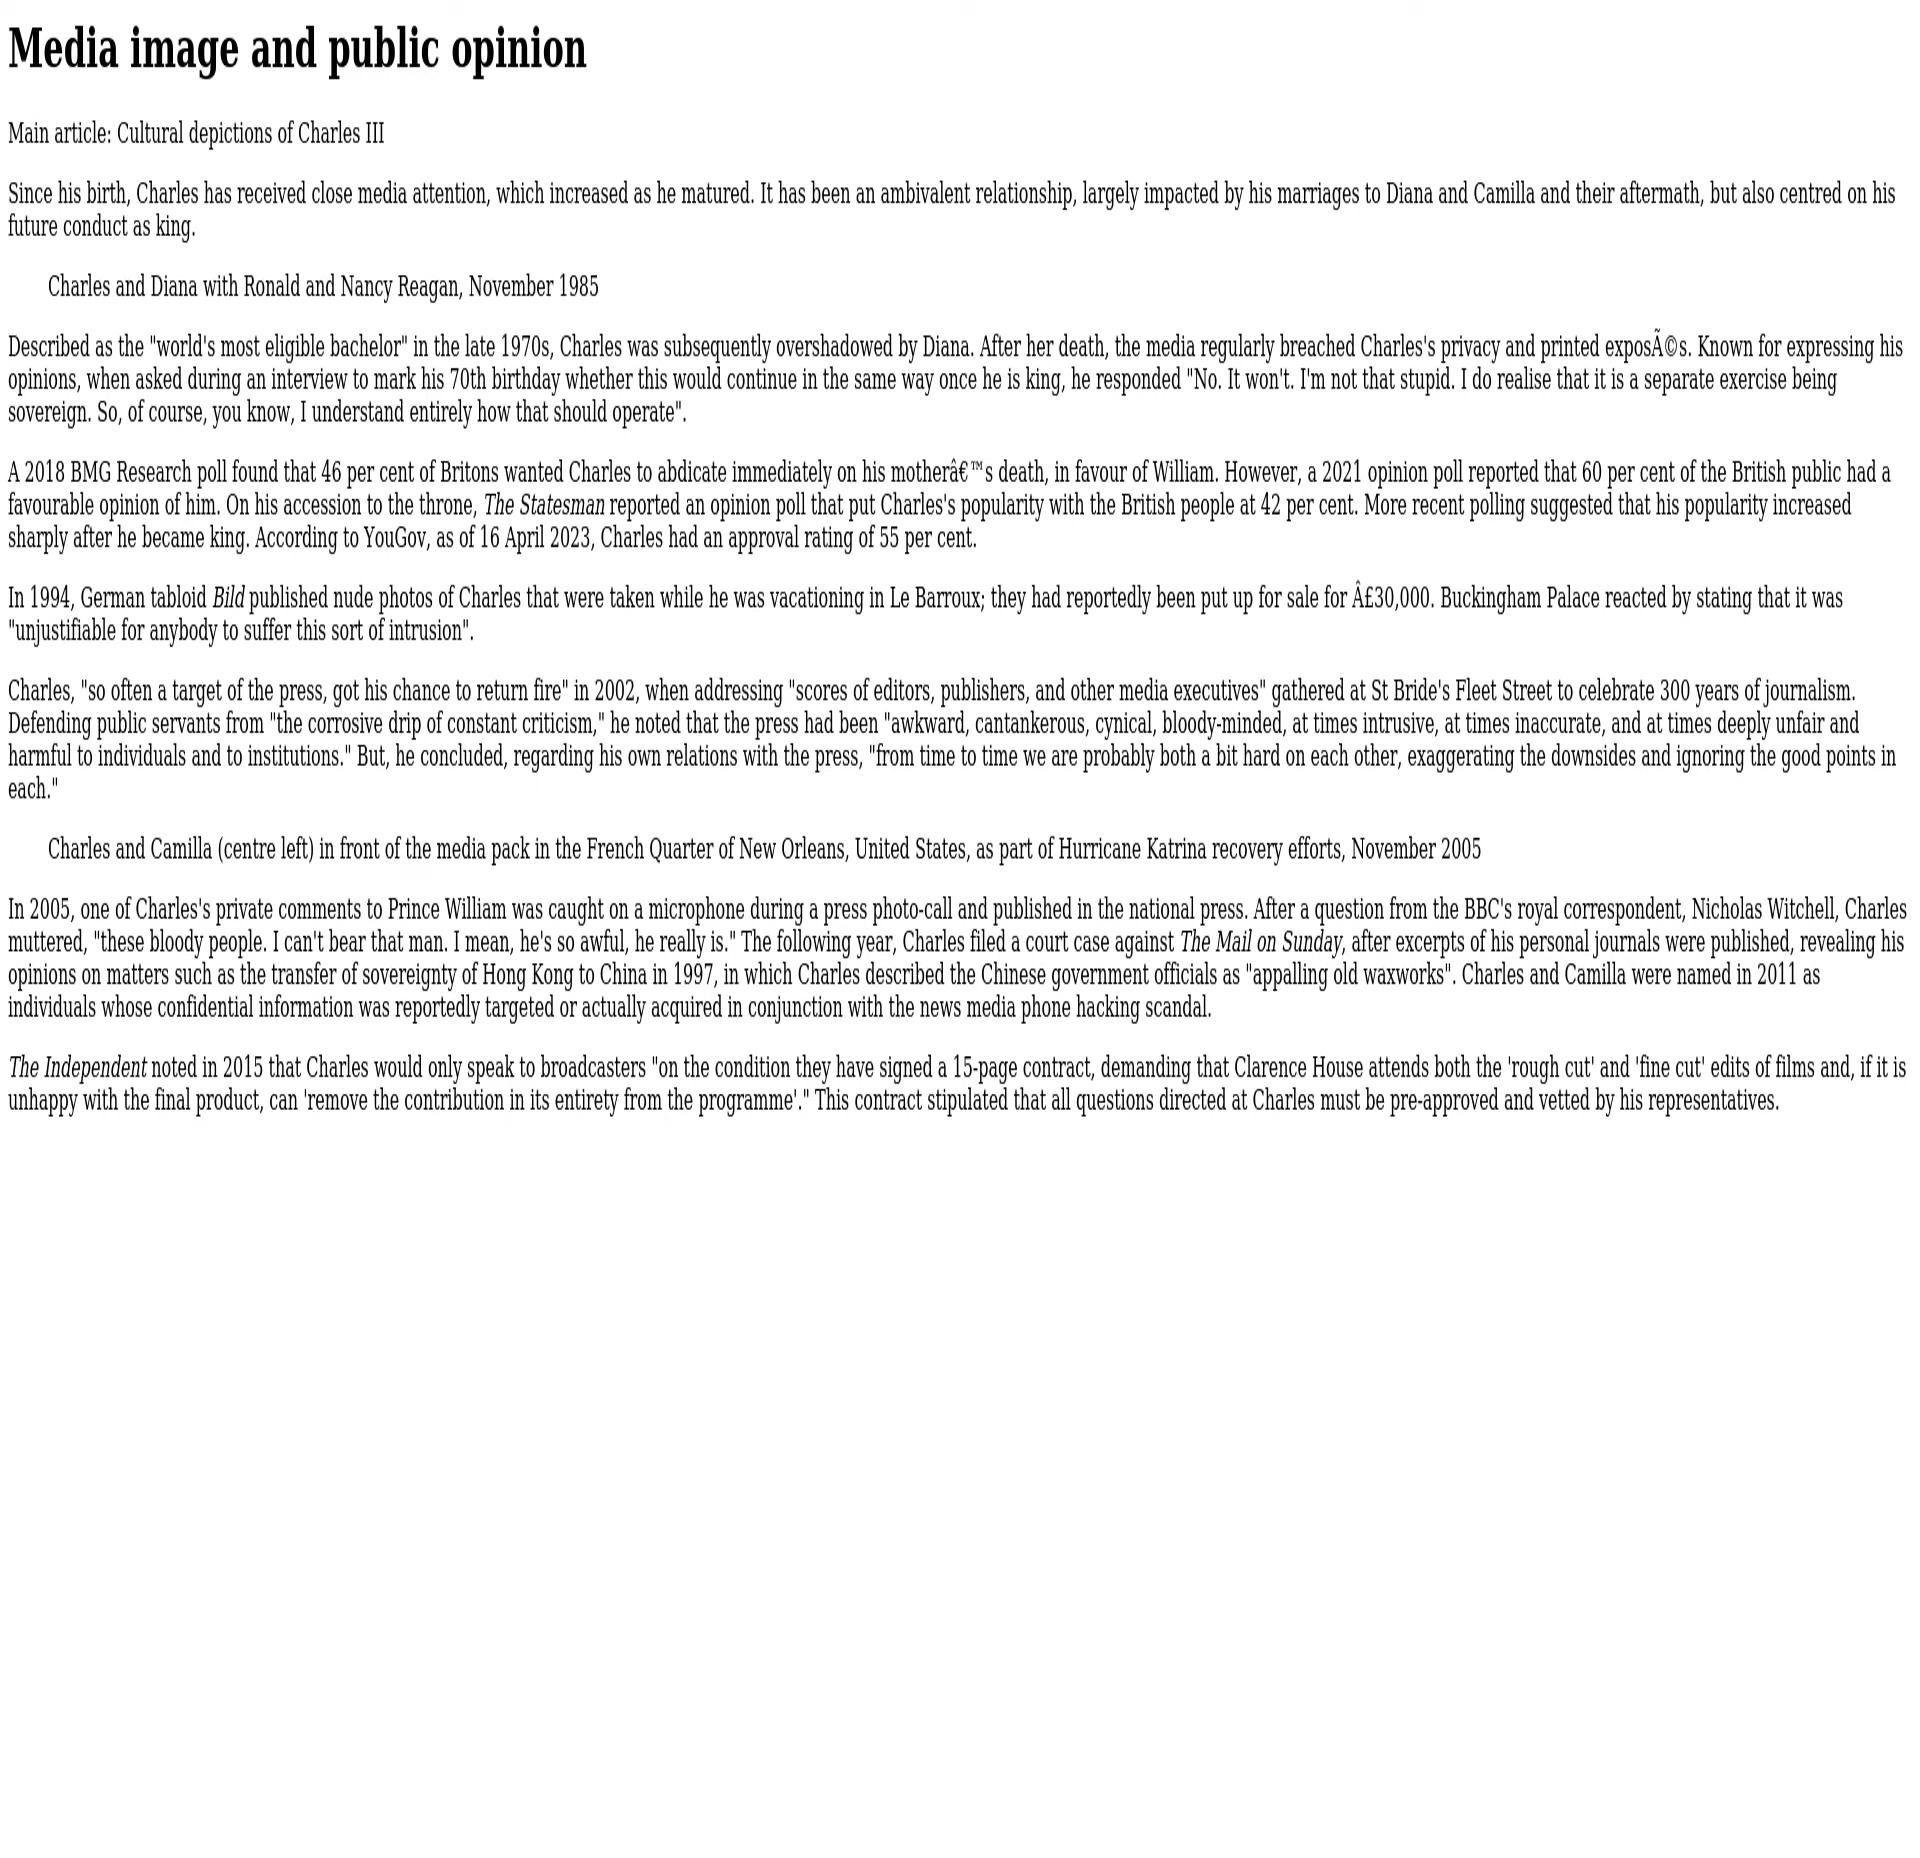 Media image and public opinion
Main article: Cultural depictions of Charles III
Since his birth, Charles has received close media attention, which increased as he matured. It has been an ambivalent relationship, largely impacted by his marriages to Diana and Camilla and their aftermath, but also centred on his
future conduct as king.
Charles and Diana with Ronald and Nancy Reagan, November 1985
Described as the "world's most eligible bachelor" in the late 1970s, Charles was subsequently overshadowed by Diana. After her death, the media regularly breached Charles's privacy and printed exposÃ©s. Known for expressing his
opinions, when asked during an interview to mark his 70th birthday whether this would continue in the same way once he is king, he responded "No. It won't. I'm not that stupid. I do realise that it is a separate exercise being
sovereign. So, of course, you know, I understand entirely how that should operate".
A 2018 BMG Research poll found that 46 per cent of Britons wanted Charles to abdicate immediately on his motherâ€™s death, in favour of William. However, a 2021 opinion poll reported that 60 per cent of the British public had a
favourable opinion of him. On his accession to the throne, The Statesman reported an opinion poll that put Charles's popularity with the British people at 42 per cent. More recent polling suggested that his popularity increased
sharply after he became king. According to YouGov, as of 16 April 2023, Charles had an approval rating of 55 per cent.
In 1994, German tabloid Bild published nude photos of Charles that were taken while he was vacationing in Le Barroux; they had reportedly been put up for sale for Â£30,000. Buckingham Palace reacted by stating that it was
"unjustifiable for anybody to suffer this sort of intrusion".
Charles, "so often a target of the press, got his chance to return fire" in 2002, when addressing "scores of editors, publishers, and other media executives" gathered at St Bride's Fleet Street to celebrate 300 years of journalism.
Defending public servants from "the corrosive drip of constant criticism," he noted that the press had been "awkward, cantankerous, cynical, bloody-minded, at times intrusive, at times inaccurate, and at times deeply unfair and
harmful to individuals and to institutions." But, he concluded, regarding his own relations with the press, "from time to time we are probably both a bit hard on each other, exaggerating the downsides and ignoring the good points in
each."
Charles and Camilla (centre left) in front of the media pack in the French Quarter of New Orleans, United States, as part of Hurricane Katrina recovery efforts, November 2005
In 2005, one of Charles's private comments to Prince William was caught on a microphone during a press photo-call and published in the national press. After a question from the BBC's royal correspondent, Nicholas Witchell, Charles
muttered, "these bloody people. I can't bear that man. I mean, he's so awful, he really is." The following year, Charles filed a court case against The Mail on Sunday, after excerpts of his personal journals were published, revealing his
opinions on matters such as the transfer of sovereignty of Hong Kong to China in 1997, in which Charles described the Chinese government officials as "appalling old waxworks". Charles and Camilla were named in 2011 as
individuals whose confidential information was reportedly targeted or actually acquired in conjunction with the news media phone hacking scandal.
The Independent noted in 2015 that Charles would only speak to broadcasters "on the condition they have signed a 15-page contract, demanding that Clarence House attends both the 'rough cut' and 'fine cut' edits of films and, if it is
unhappy with the final product, can 'remove the contribution in its entirety from the programme'." This contract stipulated that all questions directed at Charles must be pre-approved and vetted by his representatives.